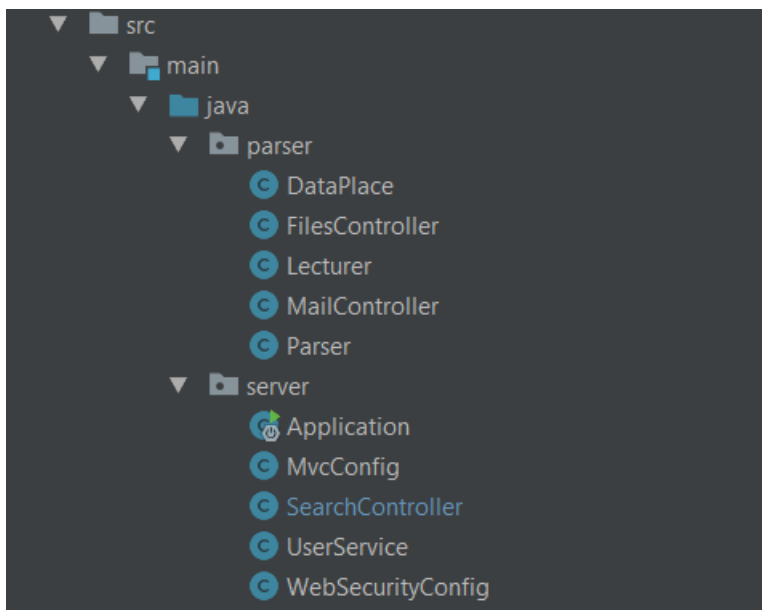 src
main
java
parser
DataPlace
FilesController
Lecturer
MailController
Parser
server
Application
MvcConfig
SearchController
UserService
WebSecurityConfig